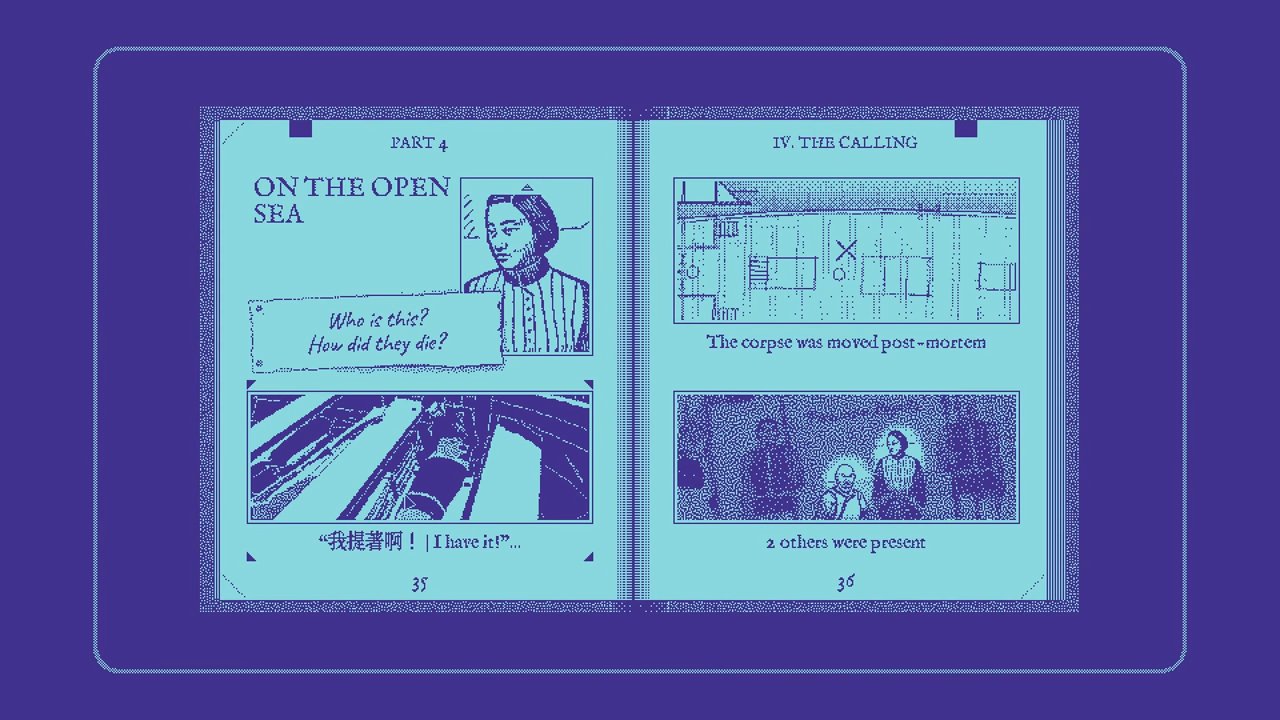 PART 4
ON THE OPEN
SEA
Who is this?
How did they die?
“我提著啊！ | I have it!”...
35
IV. THE CALLING
The corpse was moved post-mortem
2 others were present
36